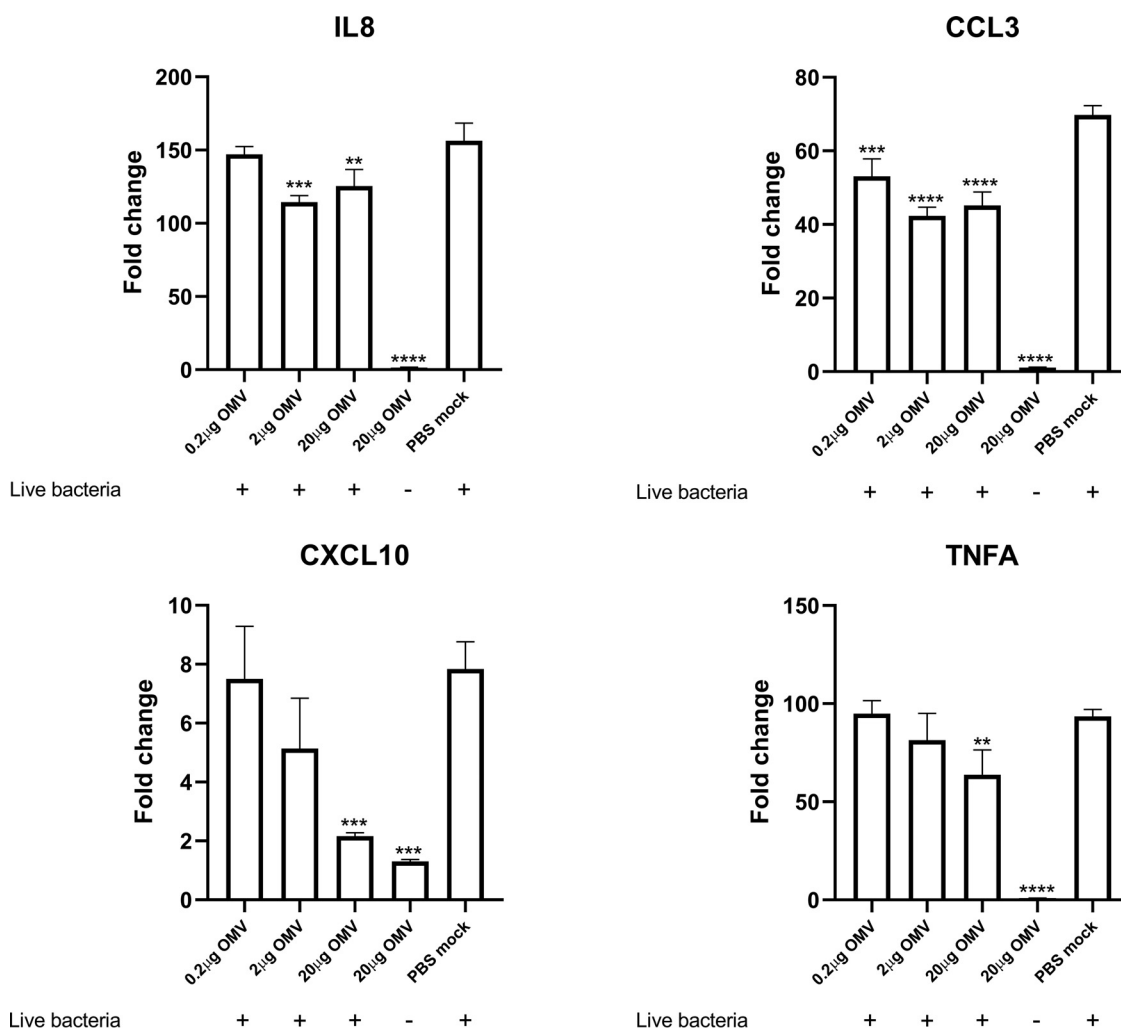 IL8
Fold change
200
150
100
50
0
***
**
****
0.2µg OMV
2µg OMV
20µg OMV
20µg OMV
PBS mock
Live bacteria + + + - +
CCL3
Fold change
80
60
40
20
0
***
****
****
****
0.2µg OMV
2µg OMV
20µg OMV
20µg OMV
PBS mock
Live bacteria + + + - +
CXCL10
Fold change
10
8
6
4
2
0
***
***
0.2µg OMV
2µg OMV
20µg OMV
20µg OMV
PBS mock
Live bacteria + + + - +
TNFA
Fold change
150
100
50
0
**
****
0.2µg OMV
2µg OMV
20µg OMV
20µg OMV
PBS mock
Live bacteria + + + - +